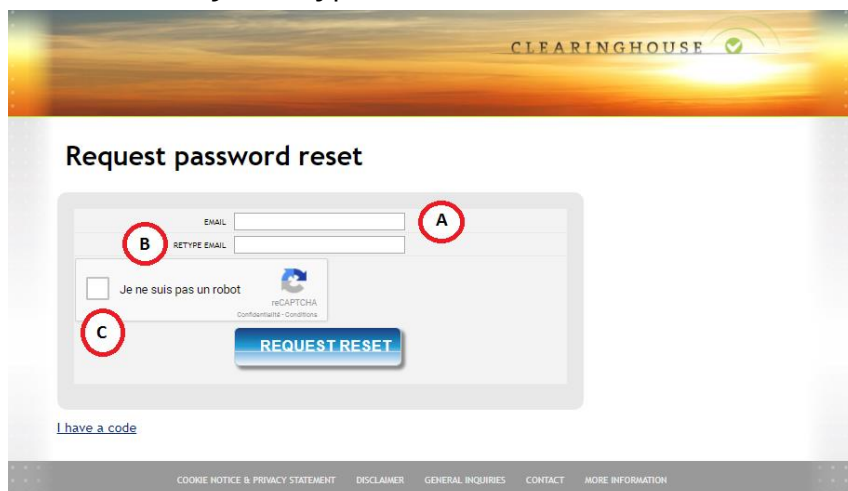 CLEARINGHOUSE
Request password reset
EMAIL
A
B
RETYPE EMAIL
Je ne suis pas un robot
reCAPTCHA
Confidentialité - Conditions
C
REQUEST RESET
I have a code
COOKIE NOTICE & PRIVACY STATEMENT DISCLAIMER GENERAL INQUIRIES CONTACT MORE INFORMATION